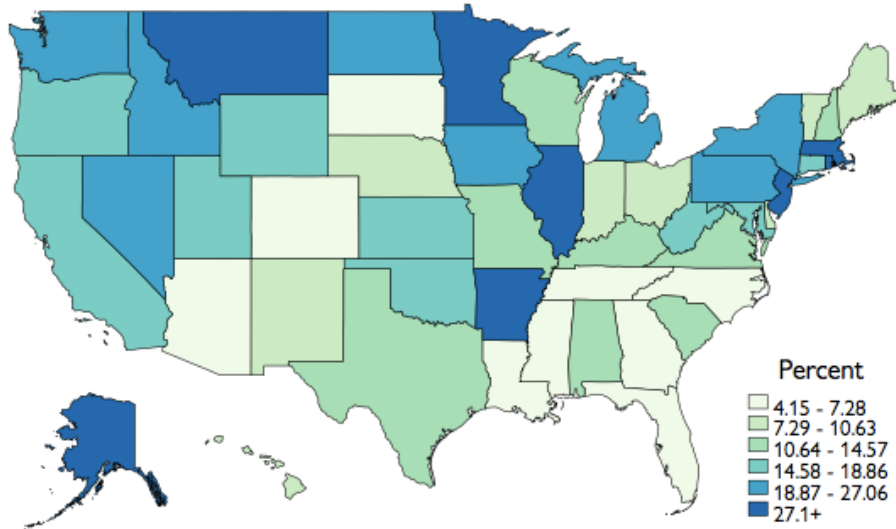 Percent
4.15 - 7.28
7.29 - 10.63
10.64 - 14.57
14.58 - 18.86
18.87 - 27.06
27.1+